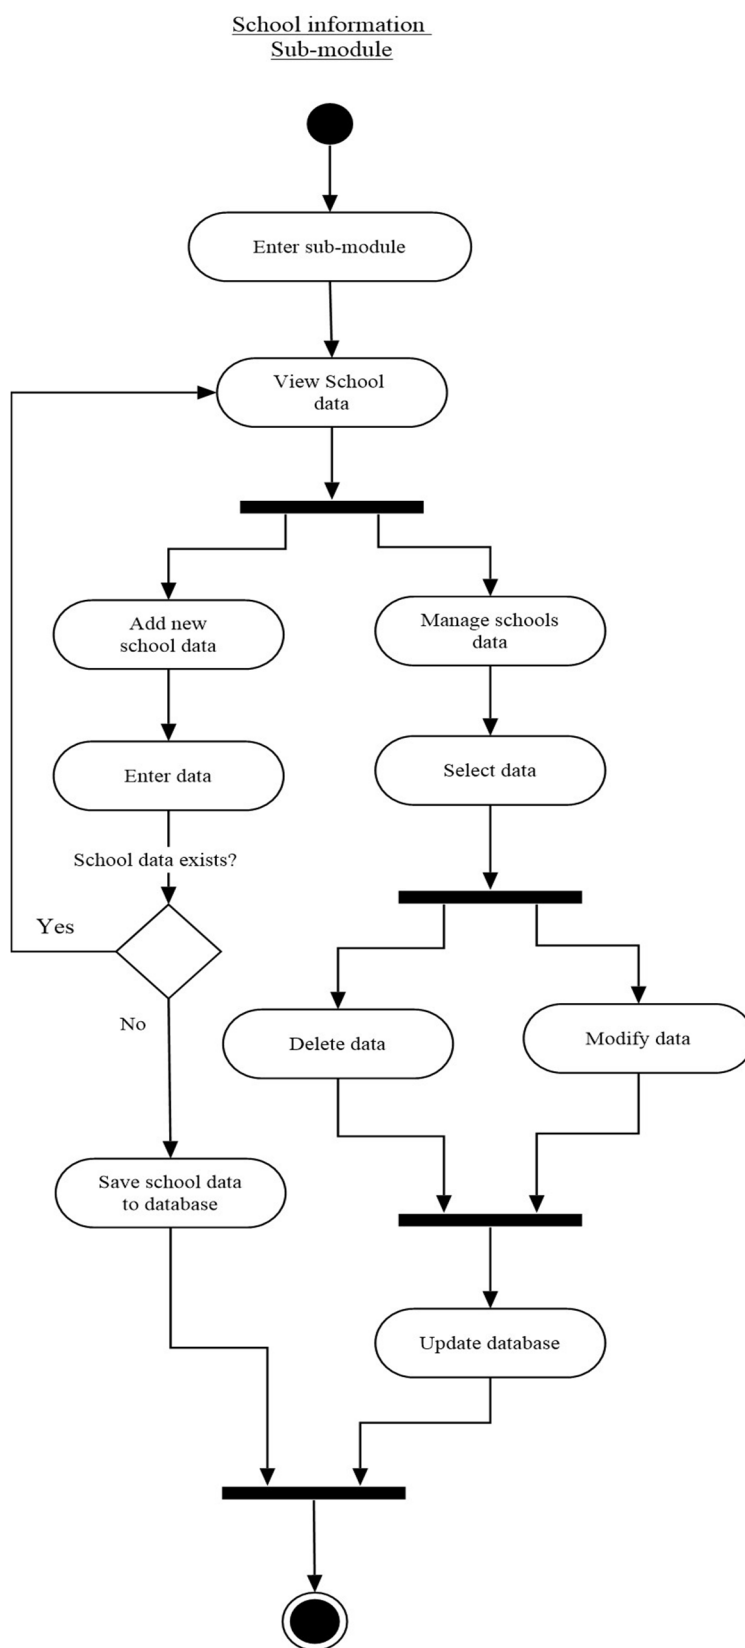 School information
Sub-module
Enter sub-module
View School
data
Add new
school data
Manage schools
data
Enter data
Select data
School data exists?
Yes
No
Delete data
Modify data
Save school data
to database
Update database